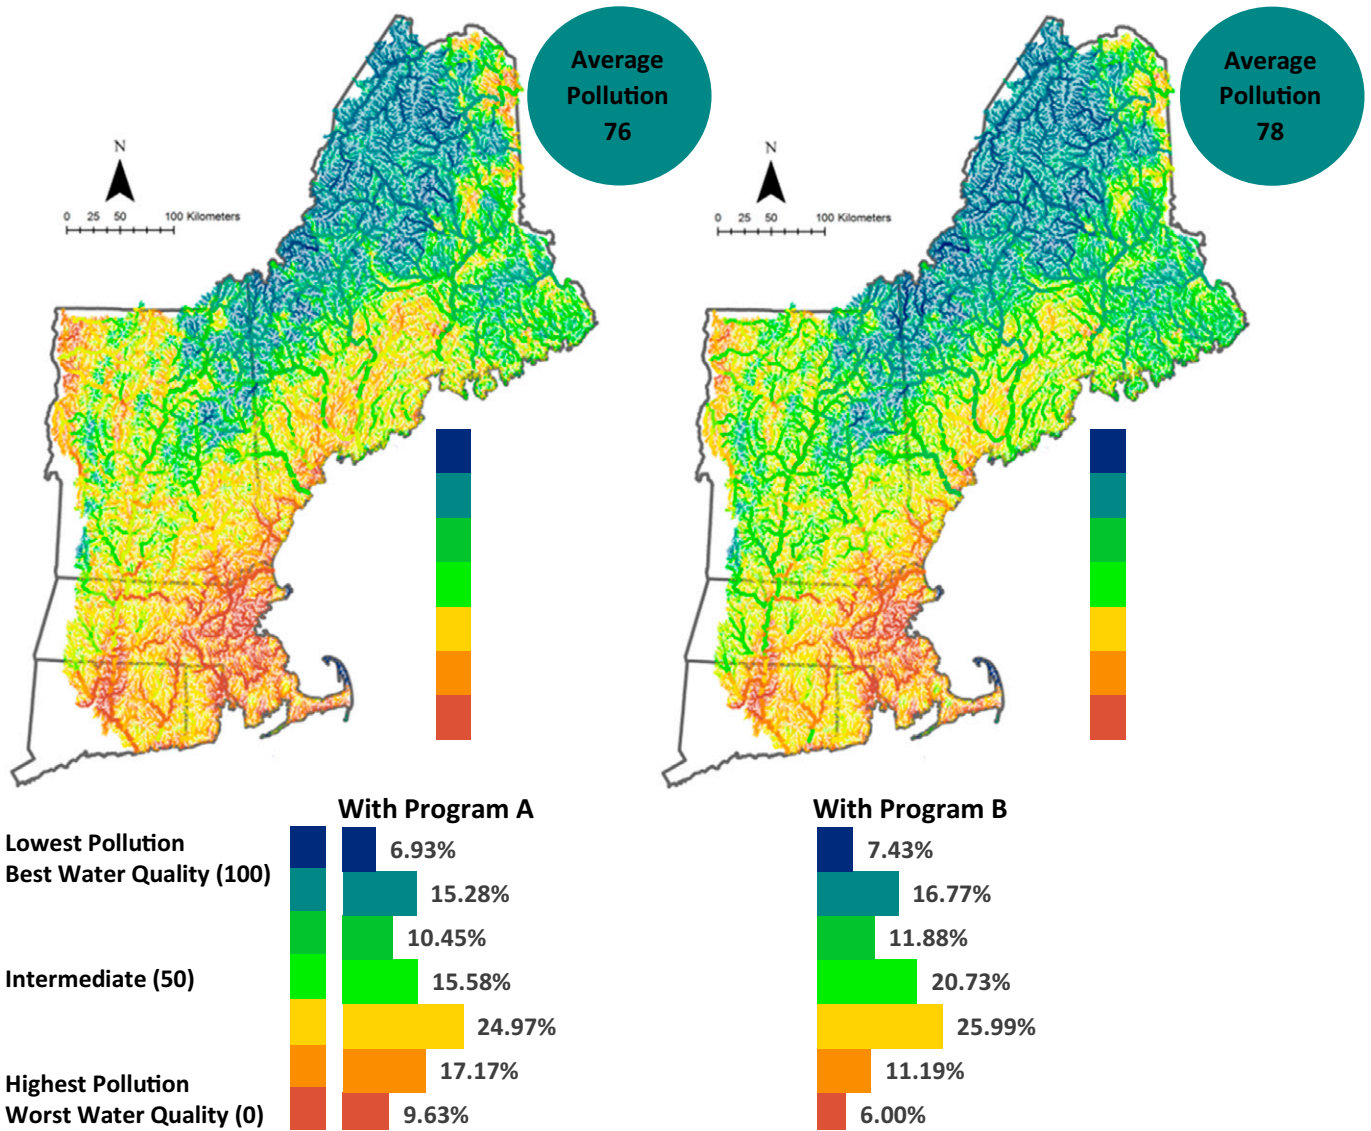 Average
Pollution
76
N
0 25 50 100 Kilometers
Average
Pollution
78
N
0 25 50 100 Kilometers
With Program A
With Program B
Lowest Pollution
Best Water Quality (100)
Intermediate (50)
Highest Pollution
Worst Water Quality (0)
6.93%
15.28%
10.45%
15.58%
24.97%
17.17%
9.63%
7.43%
16.77%
11.88%
20.73%
25.99%
11.19%
6.00%